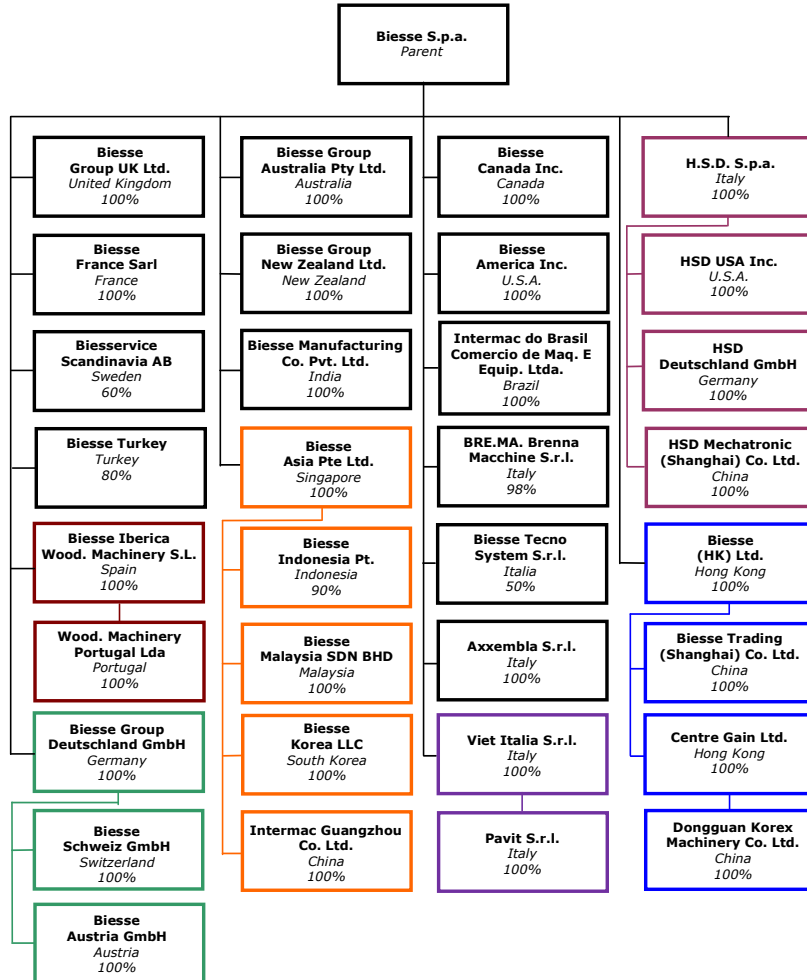 Biesse S.p.a.
Parent
Biesse
Group UK Ltd.
United Kingdom
100%
Biesse
France Sarl
France
100%
Biesservice
Scandinavia AB
Sweden
60%
Biesse Turkey
Turkey
80%
Biesse Iberica
Wood. Machinery S.L.
Spain
100%
Wood. Machinery
Portugal Lda
Portugal
100%
Biesse Group
Deutschland GmbH
Germany
100%
Biesse
Schweiz GmbH
Switzerland
100%
Biesse
Austria GmbH
Austria
100%
Biesse Group
Australia Pty Ltd.
Australia
100%
Biesse Group
New Zealand Ltd.
New Zealand
100%
Biesse Manufacturing
Co. Pvt. Ltd.
India
100%
Biesse
Asia Pte Ltd.
Singapore
100%
Biesse
Indonesia Pt.
Indonesia
90%
Biesse
Malaysia SDN BHD
Malaysia
100%
Biesse
Korea LLC
South Korea
100%
Intermac Guangzhou
Co. Ltd.
China
100%
Biesse
Canada Inc.
Canada
100%
Biesse
America Inc.
U.S.A.
100%
Intermac do Brasil
Comercio de Maq. E
Equip. Ltda.
Brazil
100%
BRE.MA. Brenna
Macchine S.r.l.
Italy
98%
Biesse Tecno
System S.r.l.
Italia
50%
Axxembla S.r.l.
Italy
100%
Viet Italia S.r.l.
Italy
100%
Pavit S.r.l.
Italy
100%
H.S.D. S.p.a.
Italy
100%
HSD USA Inc.
U.S.A.
100%
HSD
Deutschland GmbH
Germany
100%
HSD Mechatronic
(Shanghai) Co. Ltd.
China
100%
Biesse
(HK) Ltd.
Hong Kong
100%
Biesse Trading
(Shanghai) Co. Ltd.
China
100%
Centre Gain Ltd.
Hong Kong
100%
Dongguan Korex
Machinery Co. Ltd.
China
100%